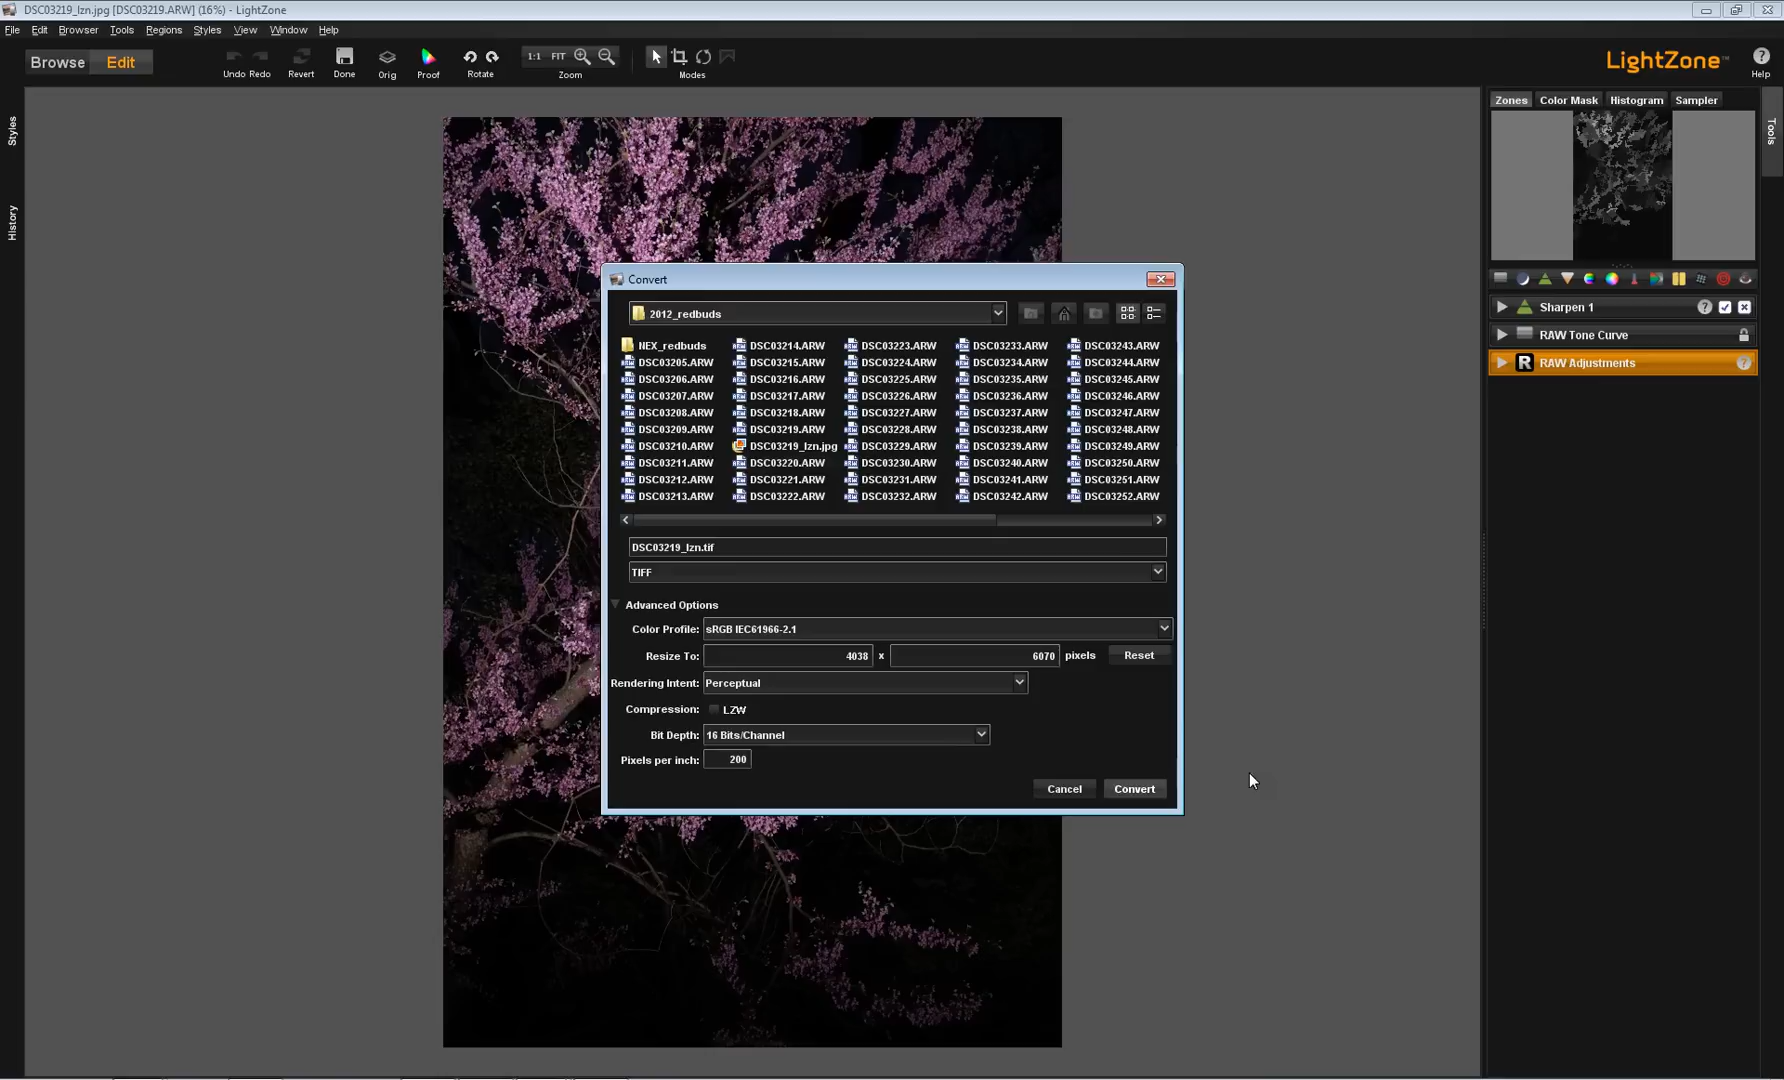 DSC03219_lzn.jpg [DSC03219.ARW] (16%) - LightZone
File Edit Browser Tools Regions Styles View Window Help
Browse Edit
Undo Redo Revert Done Orig Proof Rotate 1:1 FIT Zoom Modes
LightZone™ Help
Styles
History
Zones Color Mask Histogram Sampler
Tools
Sharpen 1
RAW Tone Curve
R RAW Adjustments
Convert
2012_redbuds
NEX_redbuds DSC03214.ARW DSC03223.ARW DSC03233.ARW DSC03243.ARW
DSC03205.ARW DSC03215.ARW DSC03224.ARW DSC03234.ARW DSC03244.ARW
DSC03206.ARW DSC03216.ARW DSC03225.ARW DSC03235.ARW DSC03245.ARW
DSC03207.ARW DSC03217.ARW DSC03226.ARW DSC03236.ARW DSC03246.ARW
DSC03208.ARW DSC03218.ARW DSC03227.ARW DSC03237.ARW DSC03247.ARW
DSC03209.ARW DSC03219.ARW DSC03228.ARW DSC03238.ARW DSC03248.ARW
DSC03210.ARW DSC03219_lzn.jpg DSC03229.ARW DSC03239.ARW DSC03249.ARW
DSC03211.ARW DSC03220.ARW DSC03230.ARW DSC03240.ARW DSC03250.ARW
DSC03212.ARW DSC03221.ARW DSC03231.ARW DSC03241.ARW DSC03251.ARW
DSC03213.ARW DSC03222.ARW DSC03232.ARW DSC03242.ARW DSC03252.ARW
DSC03219_lzn.tif
TIFF
Advanced Options
Color Profile: sRGB IEC61966-2.1
Resize To: 4038 x 6070 pixels Reset
Rendering Intent: Perceptual
Compression: LZW
Bit Depth: 16 Bits/Channel
Pixels per inch: 200
Cancel Convert